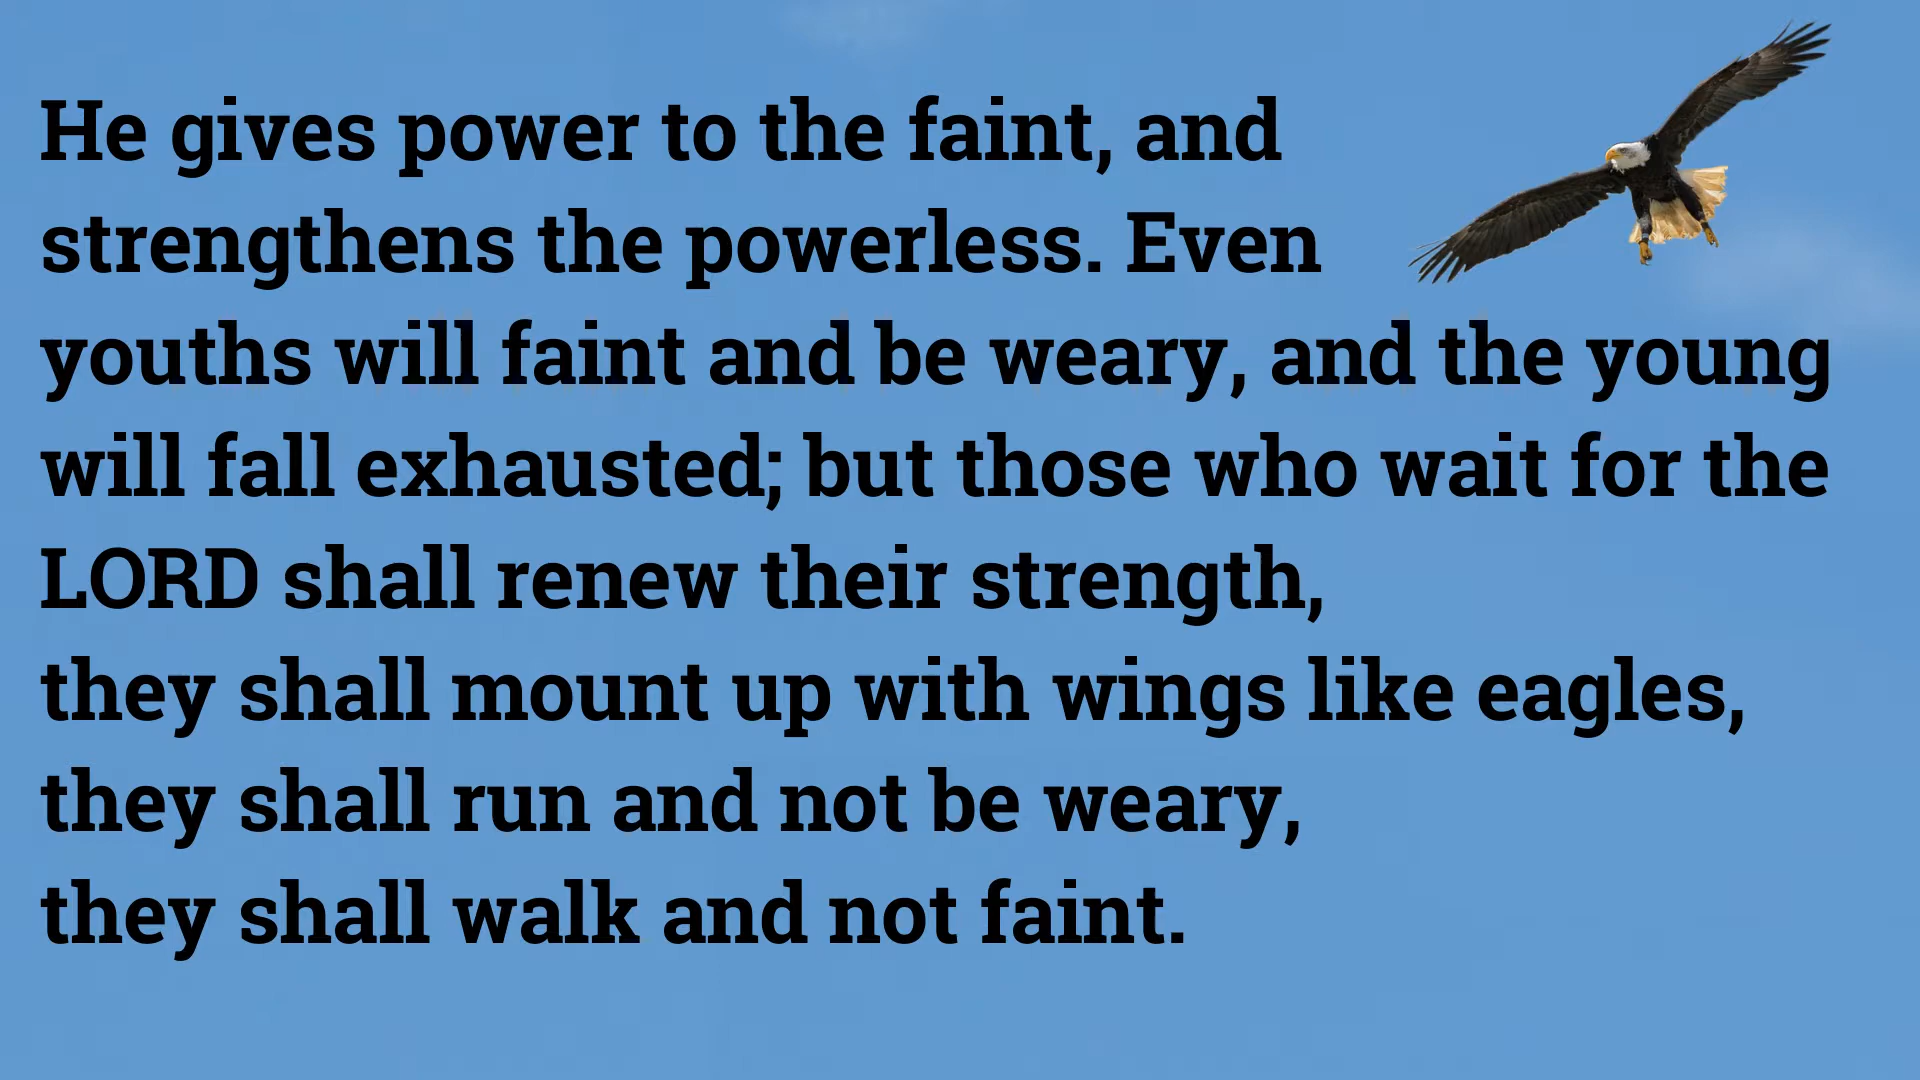 He gives power to the faint, and
strengthens the powerless. Even
youths will faint and be weary, and the young
will fall exhausted; but those who wait for the
LORD shall renew their strength,
they shall mount up with wings like eagles,
they shall run and not be weary,
they shall walk and not faint.